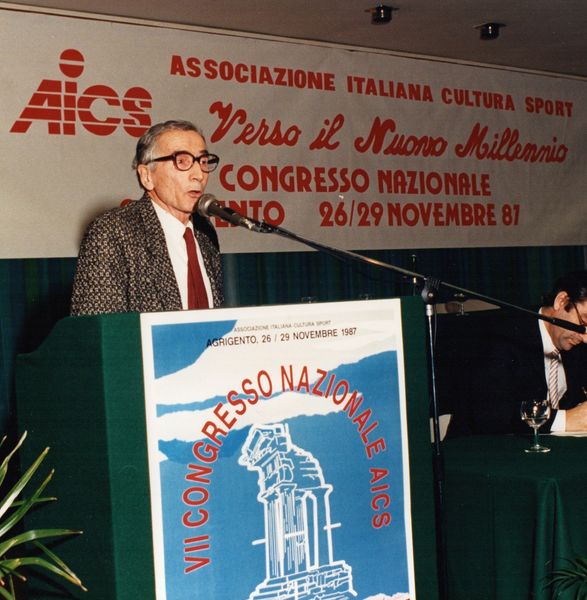 AiCS
ASSOCIAZIONE ITALIANA CULTURA SPORT
Verso il Nuovo Millennio
CONGRESSO NAZIONALE
26/29 NOVEMBRE 87
ASSOCIAZIONE ITALIANA CULTURA SPORT
AGRIGENTO, 26 / 29 NOVEMBRE 1987
VII CONGRESSO NAZIONALE AICS